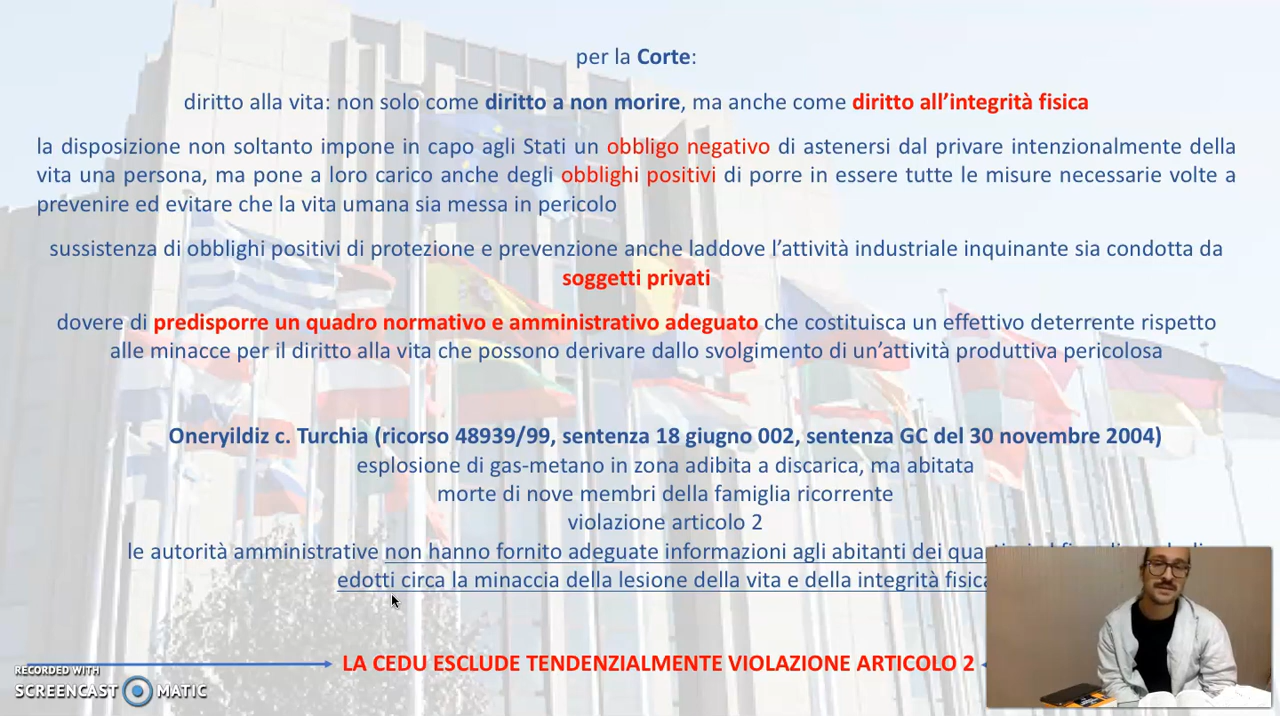 per la Corte:
diritto alla vita: non solo come diritto a non morire, ma anche come diritto all’integrità fisica
la disposizione non soltanto impone in capo agli Stati un obbligo negativo di astenersi dal privare intenzionalmente della
vita una persona, ma pone a loro carico anche degli obblighi positivi di porre in essere tutte le misure necessarie volte a
prevenire ed evitare che la vita umana sia messa in pericolo
sussistenza di obblighi positivi di protezione e prevenzione anche laddove l’attività industriale inquinante sia condotta da
soggetti privati
dovere di predisporre un quadro normativo e amministrativo adeguato che costituisca un effettivo deterrente rispetto
alle minacce per il diritto alla vita che possono derivare dallo svolgimento di un’attività produttiva pericolosa
Oneryildiz c. Turchia (ricorso 48939/99, sentenza 18 giugno 002, sentenza GC del 30 novembre 2004)
esplosione di gas-metano in zona adibita a discarica, ma abitata
morte di nove membri della famiglia ricorrente
violazione articolo 2
le autorità amministrative non hanno fornito adeguate informazioni agli abitanti dei
edotti circa la minaccia della lesione della vita e della integrità fisica
LA CEDU ESCLUDE TENDENZIALMENTE VIOLAZIONE ARTICOLO 2
RECORDED WITH
SCREENCAST MATIC